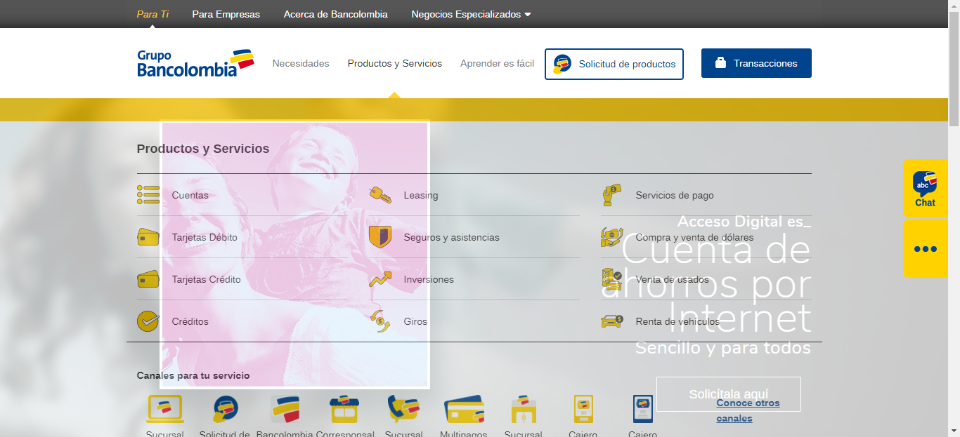 Para Ti Para Empresas Acerca de Bancolombia Negocios Especializados
Grupo
Bancolombia
Necesidades Productos y Servicios Aprender es fácil Solicitud de productos Transacciones
Productos y Servicios
Cuentas Leasing Servicios de pago
Tarjetas Débito Seguros y asistencias Compra y venta de dólares
Tarjetas Crédito Inversiones Venta de usados
Créditos Giros Renta de vehículos
Acceso Digital es_
Cuenta de
ahorros por
Internet
Sencillo y para todos
Solicítala aquí
abc
Chat
Canales para tu servicio
Conoce otros
canales
Sucursal Solicitud de Bancolombia Corresponsal Sucursal Multipagos Sucursal Cajero Cajero